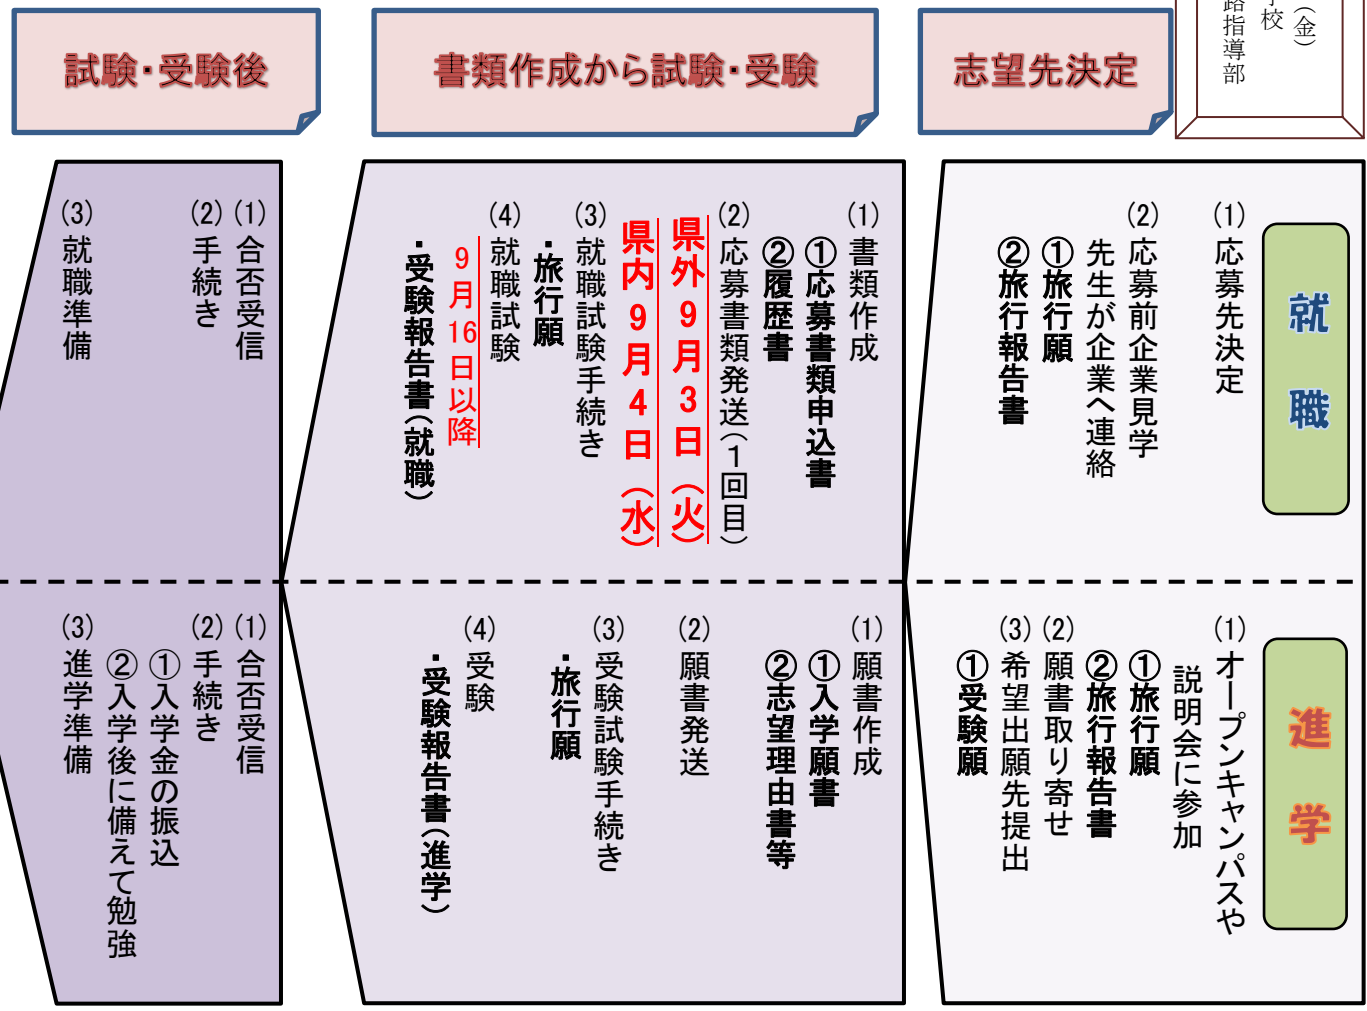 (金)
校
路指導部
志望先決定
書類作成から試験・受験
試験・受験後
就職
(1)応募先決定
(2)応募前企業見学
先生が企業へ連絡
①旅行願
②旅行報告書
(1)書類作成
①応募書類申込書
②履歴書
(2)応募書類発送(1回目)
県外9月3日(火)
県内9月4日(水)
(3)就職試験手続き
・旅行願
(4)就職試験
9月16日以降
・受験報告書(就職)
(1)合否受信
(2)手続き
(3)就職準備
進学
(1)オープンキャンパスや
説明会に参加
①旅行願
②旅行報告書
(2)願書取り寄せ
(3)希望出願先提出
①受験願
(1)願書作成
①入学願書
②志望理由書等
(2)願書発送
(3)受験試験手続き
・旅行願
(4)受験
・受験報告書(進学)
(1)合否受信
(2)手続き
①入学金の振込
②入学後に備えて勉強
(3)進学準備